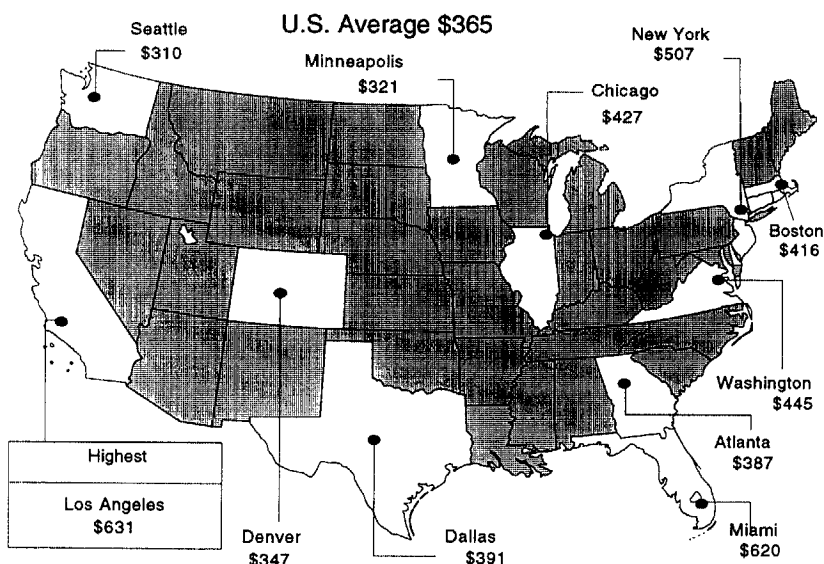 U.S. Average $365
Seattle
$310
Minneapolis
$321
Chicago
$427
New York
$507
Boston
$416
Washington
$445
Atlanta
$387
Miami
$620
Dallas
$391
Denver
$347
Highest
Los Angeles
$631